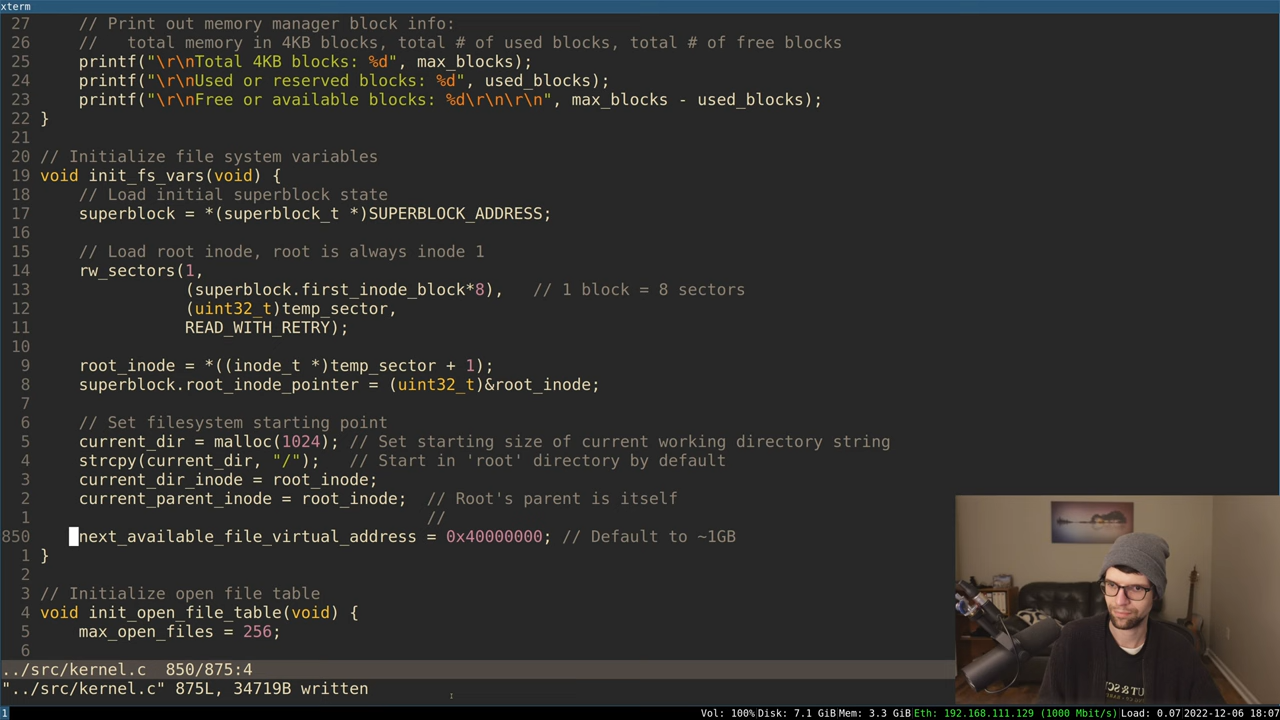 xterm
27 // Print out memory manager block info:
26 //   total memory in 4KB blocks, total # of used blocks, total # of free blocks
25 printf("\r\nTotal 4KB blocks: %d", max_blocks);
24 printf("\r\nUsed or reserved blocks: %d", used_blocks);
23 printf("\r\nFree or available blocks: %d\r\n\r\n", max_blocks - used_blocks);
22 }
21
20 // Initialize file system variables
19 void init_fs_vars(void) {
18 // Load initial superblock state
17 superblock = *(superblock_t *)SUPERBLOCK_ADDRESS;
16
15 // Load root inode, root is always inode 1
14 rw_sectors(1,
13 (superblock.first_inode_block*8),   // 1 block = 8 sectors
12 (uint32_t)temp_sector,
11 READ_WITH_RETRY);
10
9 root_inode = *((inode_t *)temp_sector + 1);
8 superblock.root_inode_pointer = (uint32_t)&root_inode;
7
6 // Set filesystem starting point
5 current_dir = malloc(1024); // Set starting size of current working directory string
4 strcpy(current_dir, "/");   // Start in 'root' directory by default
3 current_dir_inode = root_inode;
2 current_parent_inode = root_inode;  // Root's parent is itself
1 //
850 next_available_file_virtual_address = 0x40000000; // Default to ~1GB
1 }
2
3 // Initialize open file table
4 void init_open_file_table(void) {
5 max_open_files = 256;
6
../src/kernel.c  850/875:4
"../src/kernel.c" 875L, 34719B written
1 Vol: 100% Disk: 7.1 GiB Mem: 3.3 GiB Eth: 192.168.111.129 (1000 Mbit/s) Load: 0.07 2022-12-06 18:07